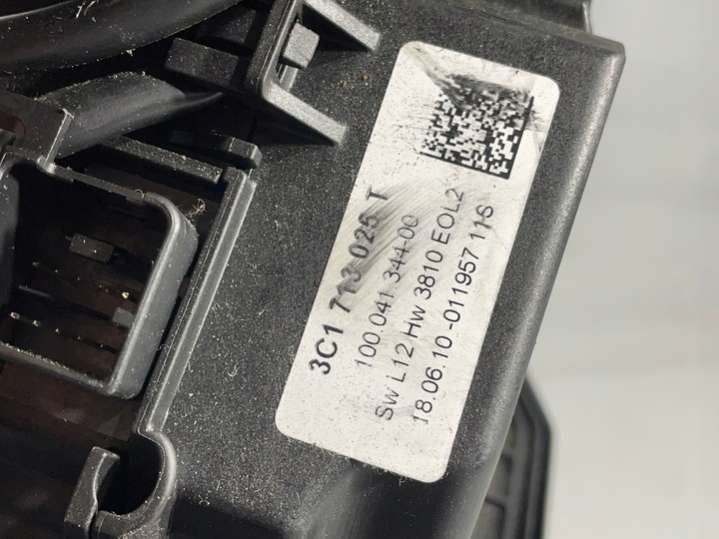 3C1 713 025 T
100.041 344-00
SW L12 HW 3810 EOL2
18.06.10-011957 11S